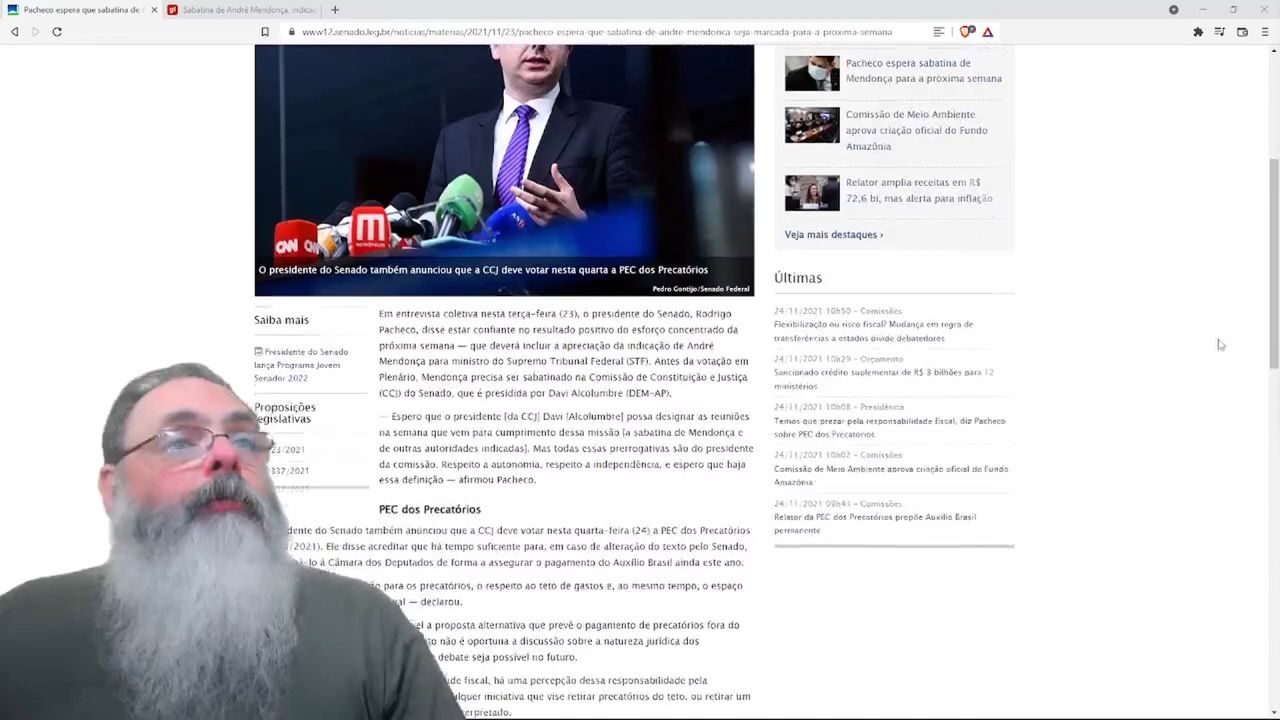 Pacheco espera que sabatina de A
Sabatina de André Mendonça, indicad
www12.senado.leg.br/noticias/materias/2021/11/23/pacheco-espera-que-sabatina-de-andre-mendonca-seja-marcada-para-a-proxima-semana
CNN CNN
M
METRÓPOLES
O presidente do Senado também anunciou que a CCJ deve votar nesta quarta a PEC dos Precatórios
Pedro Gontijo/Senado Federal
Saiba mais
Presidente do Senado
lança Programa Jovem
Senador 2022
Proposições
legislativas
23/2021
337/2021
Em entrevista coletiva nesta terça-feira (23), o presidente do Senado, Rodrigo
Pacheco, disse estar confiante no resultado positivo do esforço concentrado da
próxima semana — que deverá incluir a apreciação da indicação de André
Mendonça para ministro do Supremo Tribunal Federal (STF). Antes da votação em
Plenário, Mendonça precisa ser sabatinado na Comissão de Constituição e Justiça
(CCJ) do Senado, que é presidida por Davi Alcolumbre (DEM-AP).
— Espero que o presidente [da CCJ] Davi [Alcolumbre] possa designar as reuniões
na semana que vem para cumprimento dessa missão [a sabatina de Mendonça e
de outras autoridades indicadas]. Mas todas essas prerrogativas são do presidente
da comissão. Respeito a autonomia, respeito a independência, e espero que haja
essa definição — afirmou Pacheco.
PEC dos Precatórios
dente do Senado também anunciou que a CCJ deve votar nesta quarta-feira (24) a PEC dos Precatórios
/2021). Ele disse acreditar que há tempo suficiente para, em caso de alteração do texto pelo Senado,
-lo à Câmara dos Deputados de forma a assegurar o pagamento do Auxílio Brasil ainda este ano.
para os precatórios, o respeito ao teto de gastos e, ao mesmo tempo, o espaço
— declarou.
a proposta alternativa que prevê o pagamento de precatórios fora do
não é oportuna a discussão sobre a natureza jurídica dos
debate seja possível no futuro.
fiscal, há uma percepção dessa responsabilidade pela
qualquer iniciativa que vise retirar precatórios do teto, ou retirar um
Pacheco espera sabatina de
Mendonça para a próxima semana
Comissão de Meio Ambiente
aprova criação oficial do Fundo
Amazônia
Relator amplia receitas em R$
72,6 bi, mas alerta para inflação
Veja mais destaques ›
Últimas
24/11/2021 10h50 - Comissões
Flexibilização ou risco fiscal? Mudança em regra de
transferências a estados divide debatedores
24/11/2021 10h29 - Orçamento
Sancionado crédito suplementar de R$ 3 bilhões para 12
ministérios
24/11/2021 10h08 - Presidência
Temos que prezar pela responsabilidade fiscal, diz Pacheco
sobre PEC dos Precatórios
24/11/2021 10h02 - Comissões
Comissão de Meio Ambiente aprova criação oficial do Fundo
Amazônia
24/11/2021 09h43 - Comissões
Relator da PEC dos Precatórios propõe Auxílio Brasil
permanente